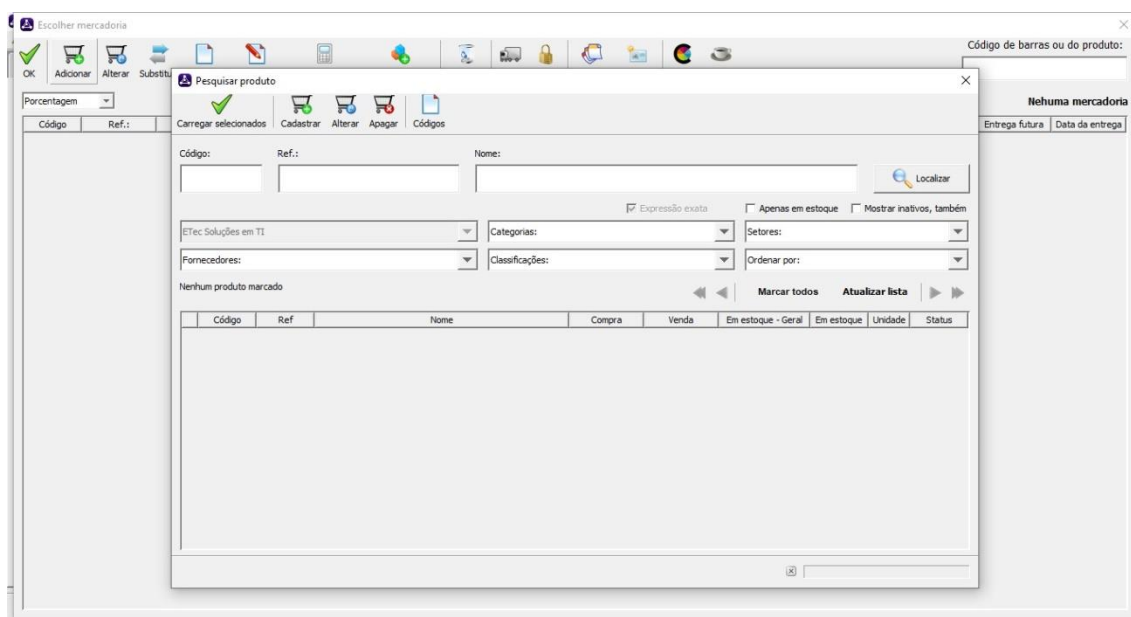 Escolher mercadoria
Código de barras ou do produto:
OK Adicionar Alterar
Pesquisar produto
Porcentagem
Nehuma mercadoria
Carregar selecionados Cadastrar Alterar Apagar Códigos
Código Ref.: Entrega futura Data da entrega
Código: Ref.: Nome:
Localizar
Expressão exata Apenas em estoque Mostrar inativos, também
ETec Soluções em TI Categorias: Setores:
Fornecedores: Classificações: Ordenar por:
Nenhum produto marcado Marcar todos Atualizar lista
Código Ref Nome Compra Venda Em estoque - Geral Em estoque Unidade Status